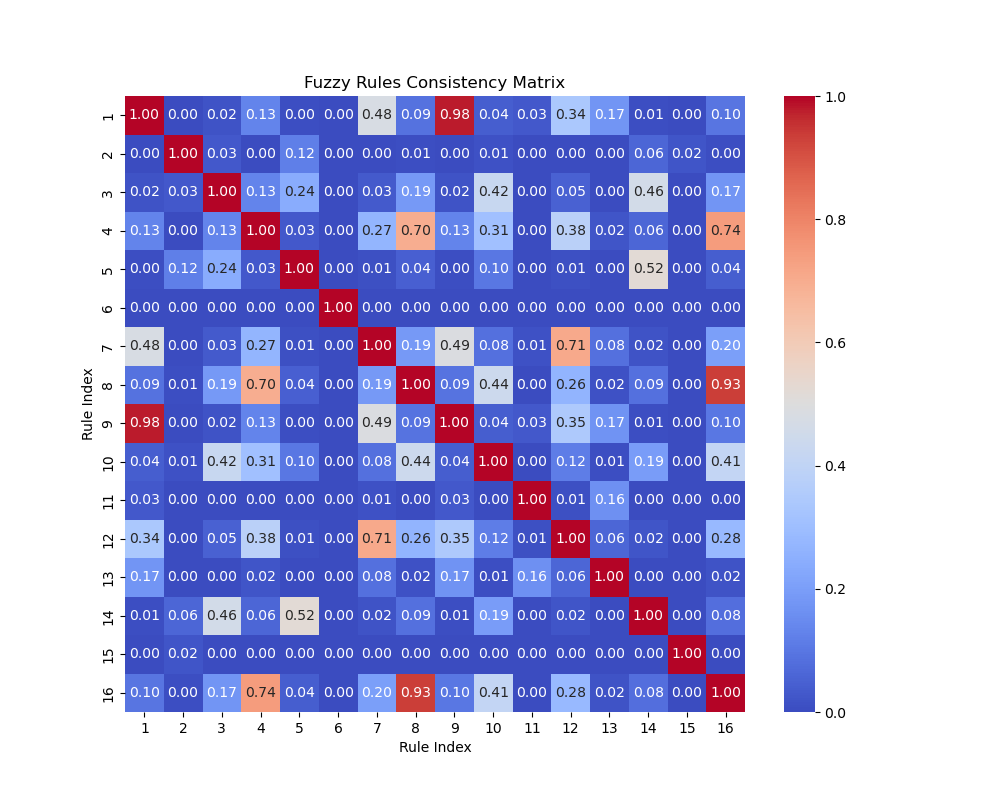 Fuzzy Rules Consistency Matrix
1 1.00 0.00 0.02 0.13 0.00 0.00 0.48 0.09 0.98 0.04 0.03 0.34 0.17 0.01 0.00 0.10 1.0
2 0.00 1.00 0.03 0.00 0.12 0.00 0.00 0.01 0.00 0.01 0.00 0.00 0.00 0.06 0.02 0.00
3 0.02 0.03 1.00 0.13 0.24 0.00 0.03 0.19 0.02 0.42 0.00 0.05 0.00 0.46 0.00 0.17
0.8
4 0.13 0.00 0.13 1.00 0.03 0.00 0.27 0.70 0.13 0.31 0.00 0.38 0.02 0.06 0.00 0.74
5 0.00 0.12 0.24 0.03 1.00 0.00 0.01 0.04 0.00 0.10 0.00 0.01 0.00 0.52 0.00 0.04
6 0.00 0.00 0.00 0.00 0.00 1.00 0.00 0.00 0.00 0.00 0.00 0.00 0.00 0.00 0.00 0.00
7 0.48 0.00 0.03 0.27 0.01 0.00 1.00 0.19 0.49 0.08 0.01 0.71 0.08 0.02 0.00 0.20 0.6
8 0.09 0.01 0.19 0.70 0.04 0.00 0.19 1.00 0.09 0.44 0.00 0.26 0.02 0.09 0.00 0.93
Rule Index
9 0.98 0.00 0.02 0.13 0.00 0.00 0.49 0.09 1.00 0.04 0.03 0.35 0.17 0.01 0.00 0.10
10 0.04 0.01 0.42 0.31 0.10 0.00 0.08 0.44 0.04 1.00 0.00 0.12 0.01 0.19 0.00 0.41 0.4
11 0.03 0.00 0.00 0.00 0.00 0.00 0.01 0.00 0.03 0.00 1.00 0.01 0.16 0.00 0.00 0.00
12 0.34 0.00 0.05 0.38 0.01 0.00 0.71 0.26 0.35 0.12 0.01 1.00 0.06 0.02 0.00 0.28
13 0.17 0.00 0.00 0.02 0.00 0.00 0.08 0.02 0.17 0.01 0.16 0.06 1.00 0.00 0.00 0.02
0.2
14 0.01 0.06 0.46 0.06 0.52 0.00 0.02 0.09 0.01 0.19 0.00 0.02 0.00 1.00 0.00 0.08
15 0.00 0.02 0.00 0.00 0.00 0.00 0.00 0.00 0.00 0.00 0.00 0.00 0.00 0.00 1.00 0.00
16 0.10 0.00 0.17 0.74 0.04 0.00 0.20 0.93 0.10 0.41 0.00 0.28 0.02 0.08 0.00 1.00
0.0
1 2 3 4 5 6 7 8 9 10 11 12 13 14 15 16
Rule Index